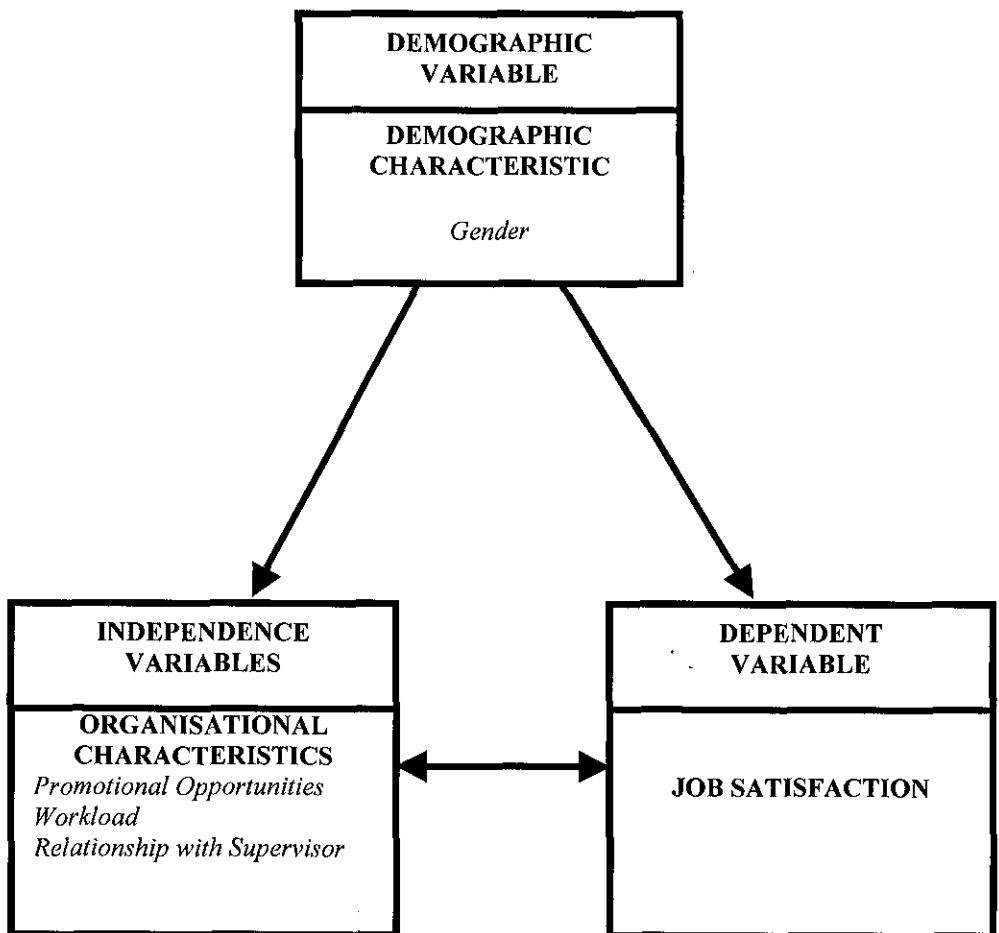 DEMOGRAPHIC
VARIABLE
DEMOGRAPHIC
CHARACTERISTIC
Gender
INDEPENDENCE
VARIABLES
ORGANISATIONAL
CHARACTERISTICS
Promotional Opportunities
Workload
Relationship with Supervisor
DEPENDENT
VARIABLE
JOB SATISFACTION